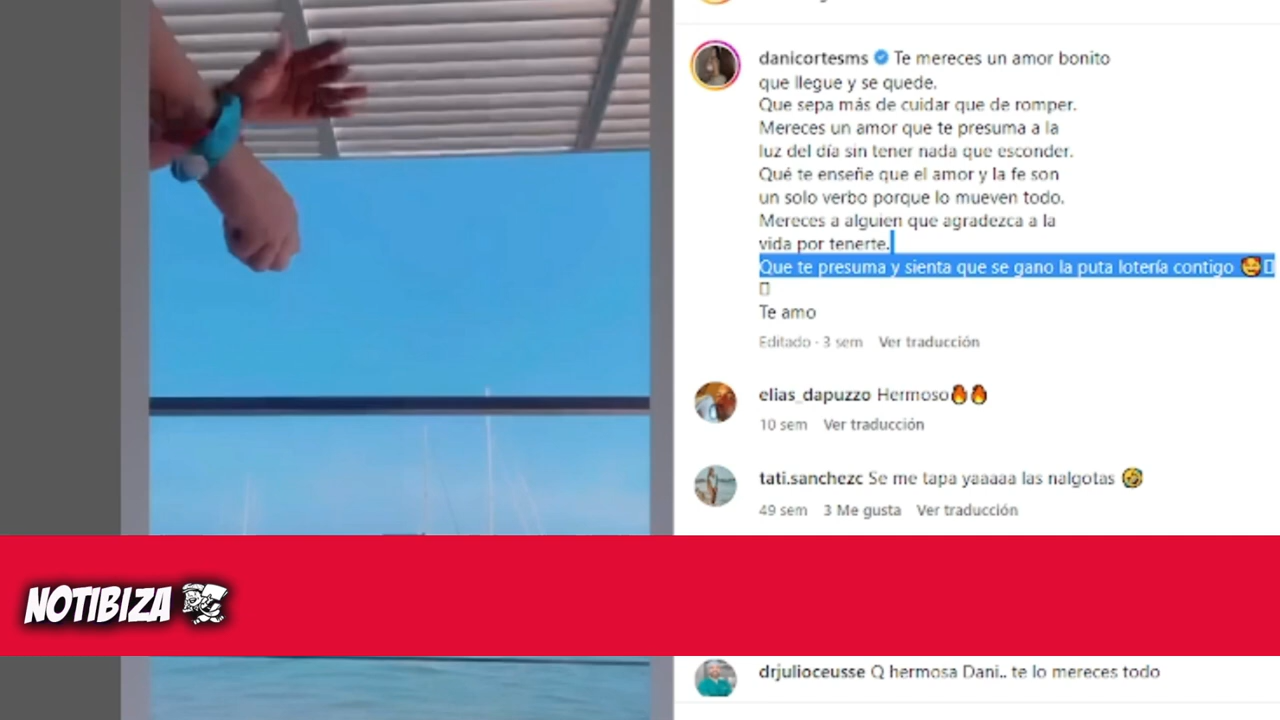 danicortesms Te mereces un amor bonito
que llegue y se quede.
Que sepa más de cuidar que de romper.
Mereces un amor que te presuma a la
luz del día sin tener nada que esconder.
Qué te enseñe que el amor y la fe son
un solo verbo porque lo mueven todo.
Mereces a alguien que agradezca a la
vida por tenerte.
Que te presuma y sienta que se gano la puta lotería contigo 🥰
Te amo
Editado · 3 sem Ver traducción
elias_dapuzzo Hermoso🔥🔥
10 sem Ver traducción
tati.sanchezc Se me tapa yaaaaa las nalgotas 🤣
49 sem 3 Me gusta Ver traducción
NOTIBIZA
drjulioceusse Q hermosa Dani.. te lo mereces todo